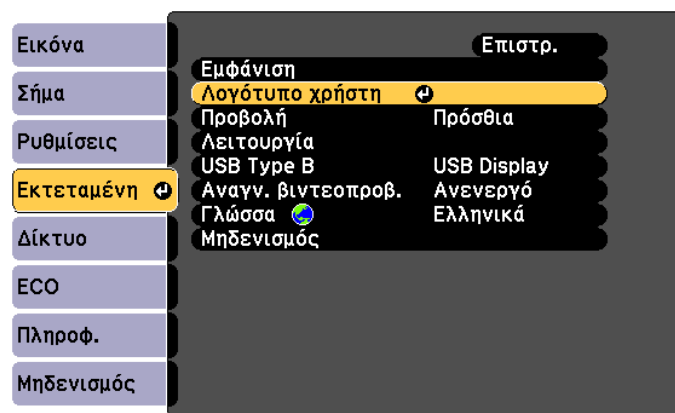 Εικόνα
Σήμα
Ρυθμίσεις
Εκτεταμένη
Δίκτυο
ECO
Πληροφ.
Μηδενισμός
Επιστρ.
Εμφάνιση
Λογότυπο χρήστη
Προβολή Πρόσθια
Λειτουργία
USB Type B USB Display
Αναγν. βιντεοπροβ. Ανενεργό
Γλώσσα Ελληνικά
Μηδενισμός